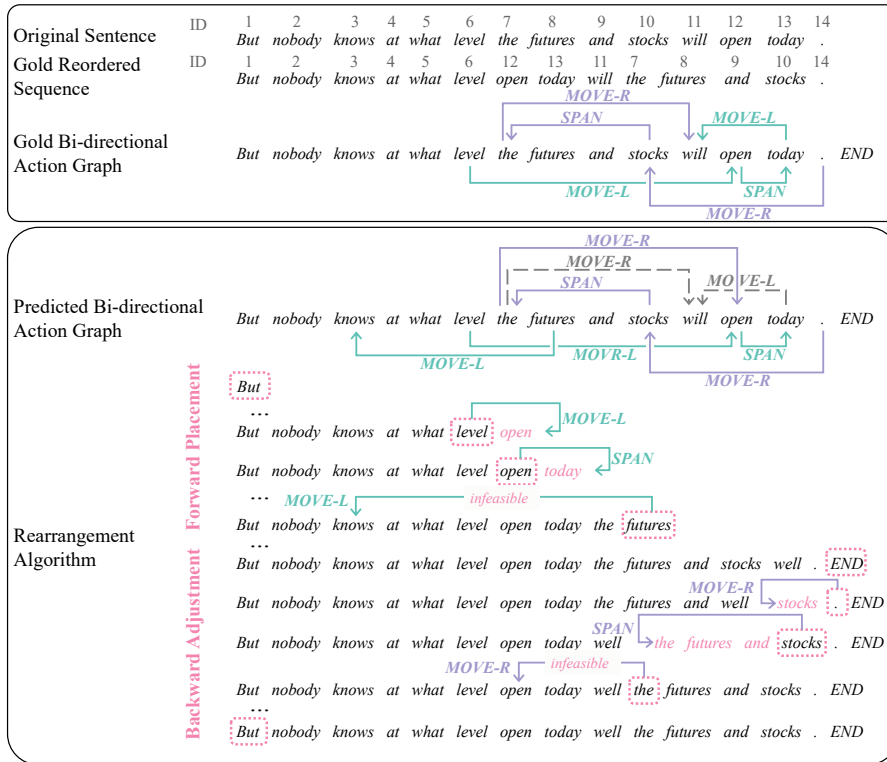 Original Sentence ID 1 2 3 4 5 6 7 8 9 10 11 12 13 14
But nobody knows at what level the futures and stocks will open today .
Gold Reordered Sequence ID 1 2 3 4 5 6 12 13 11 7 8 9 10 14
But nobody knows at what level open today will the futures and stocks .
MOVE-R
SPAN MOVE-L
Gold Bi-directional Action Graph
But nobody knows at what level the futures and stocks will open today . END
MOVE-L SPAN
MOVE-R
MOVE-R
MOVE-R
SPAN MOVE-L
Predicted Bi-directional Action Graph
But nobody knows at what level the futures and stocks will open today . END
MOVE-L MOVR-L SPAN
MOVE-R
Rearrangement Algorithm
Forward Placement
But
...
MOVE-L
But nobody knows at what level open
SPAN
But nobody knows at what level open today
...
MOVE-L infeasible
But nobody knows at what level open today the futures
...
Backward Adjustment
But nobody knows at what level open today the futures and stocks well . END
MOVE-R
But nobody knows at what level open today the futures and well stocks . END
SPAN
But nobody knows at what level open today well the futures and stocks . END
MOVE-R infeasible
But nobody knows at what level open today well the futures and stocks . END
...
But nobody knows at what level open today well the futures and stocks . END